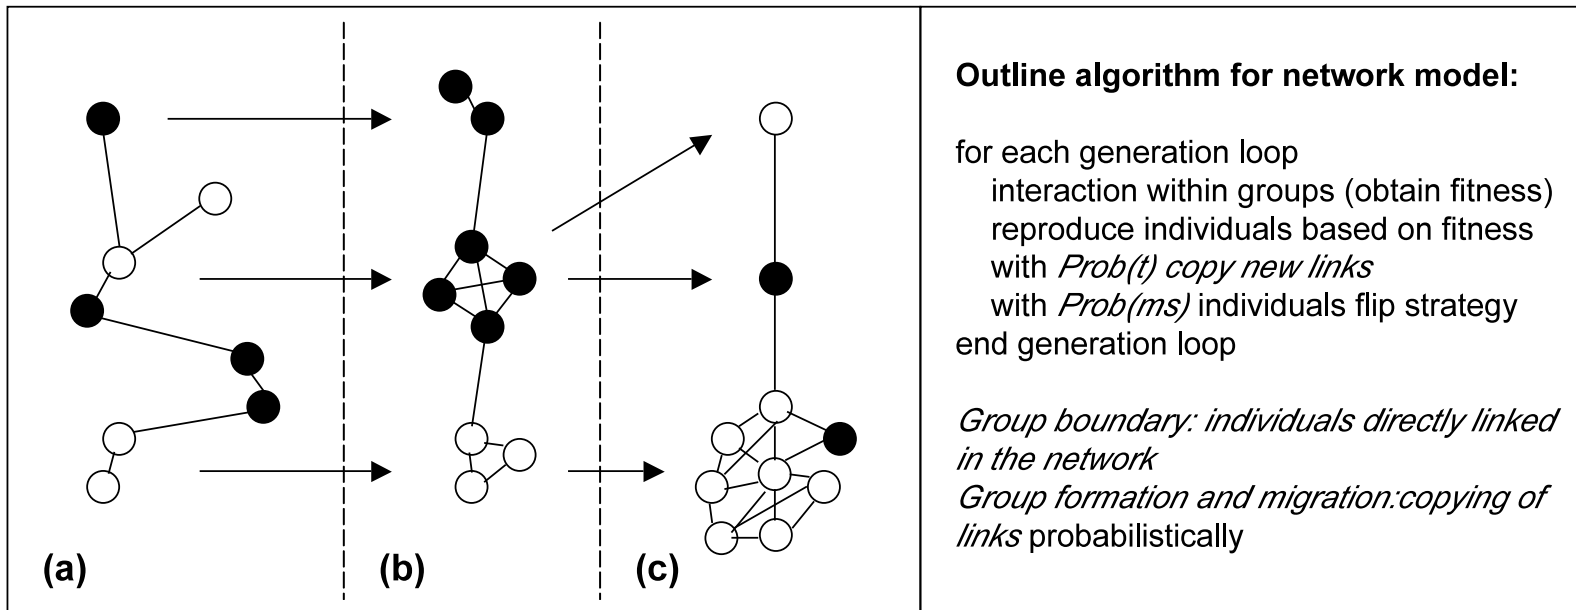 (a)
(b)
(c)
Outline algorithm for network model:
for each generation loop
interaction within groups (obtain fitness)
reproduce individuals based on fitness
with Prob(t) copy new links
with Prob(ms) individuals flip strategy
end generation loop
Group boundary: individuals directly linked
in the network
Group formation and migration:copying of
links probabilistically